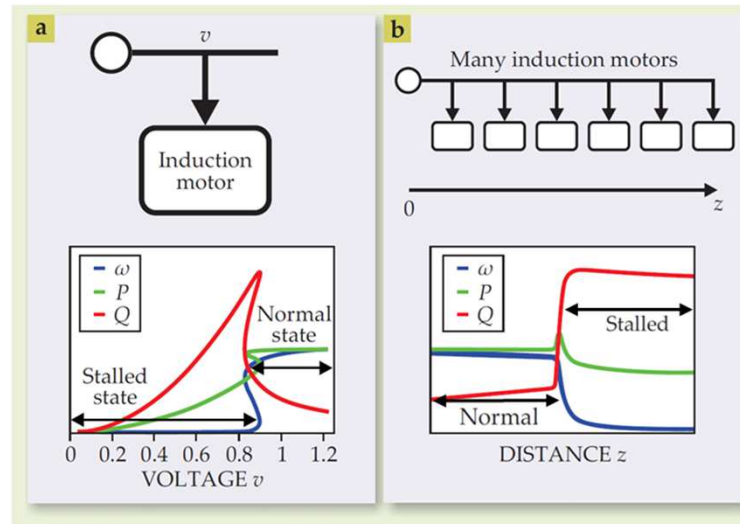 a
v
Induction
motor
ω
P
Q
Normal
state
Stalled
state
0 0.2 0.4 0.6 0.8 1 1.2
VOLTAGE v
b
Many induction motors
0 z
ω
P
Q
Stalled
Normal
DISTANCE z